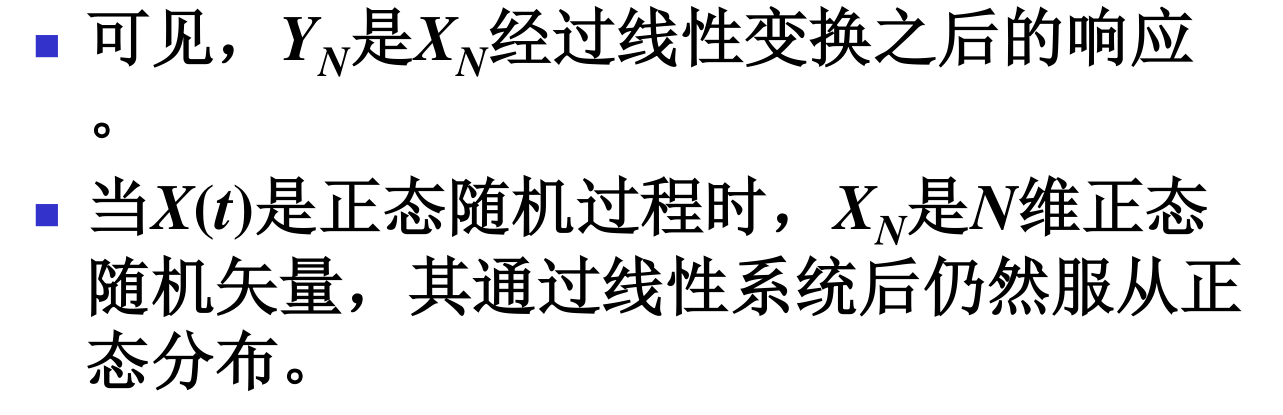 ■ 可见，Y_N是X_N经过线性变换之后的响应
。
■ 当X(t)是正态随机过程时，X_N是N维正态
随机矢量，其通过线性系统后仍然服从正
态分布。